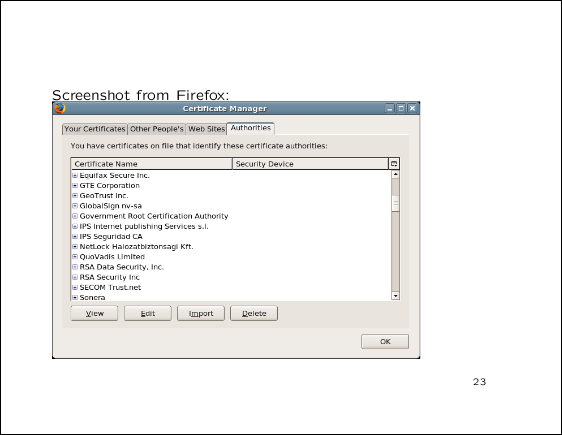 Screenshot from Firefox:
Certificate Manager
Your Certificates Other People's Web Sites Authorities
You have certificates on file that identify these certificate authorities:
Certificate Name Security Device
Equifax Secure Inc.
GTE Corporation
GeoTrust Inc.
GlobalSign nv-sa
Government Root Certification Authority
IPS Internet publishing Services s.l.
IPS Seguridad CA
NetLock Halozatbiztonsagi Kft.
QuoVadis Limited
RSA Data Security, Inc.
RSA Security Inc
SECOM Trust.net
Sonera
View Edit Import Delete
OK
23